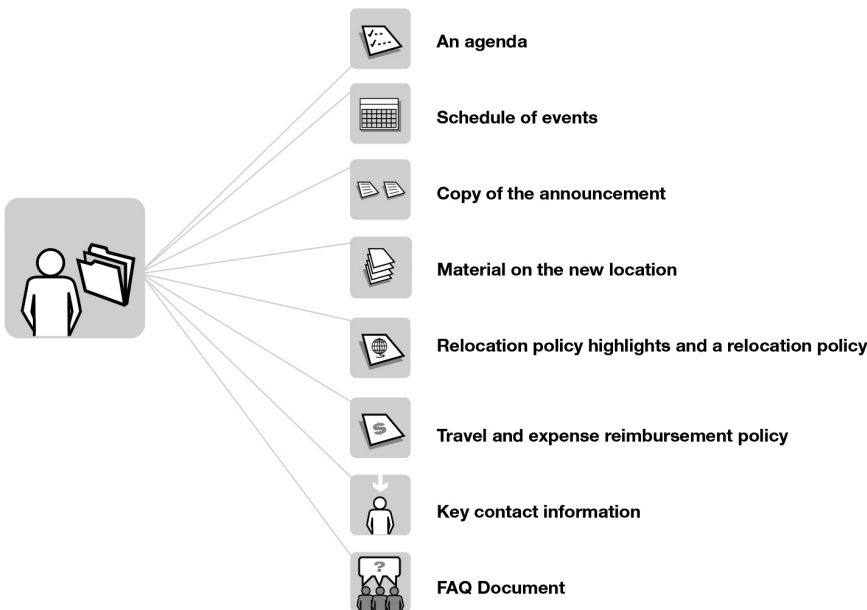 An agenda
Schedule of events
Copy of the announcement
Material on the new location
Relocation policy highlights and a relocation policy
$
Travel and expense reimbursement policy
Key contact information
?
FAQ Document